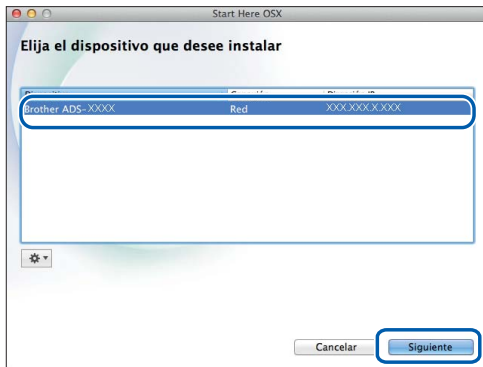 Start Here OSX
Elija el dispositivo que desee instalar
Brother ADS-XXXX Red XXX.XXX.X.XXX
Cancelar Siguiente